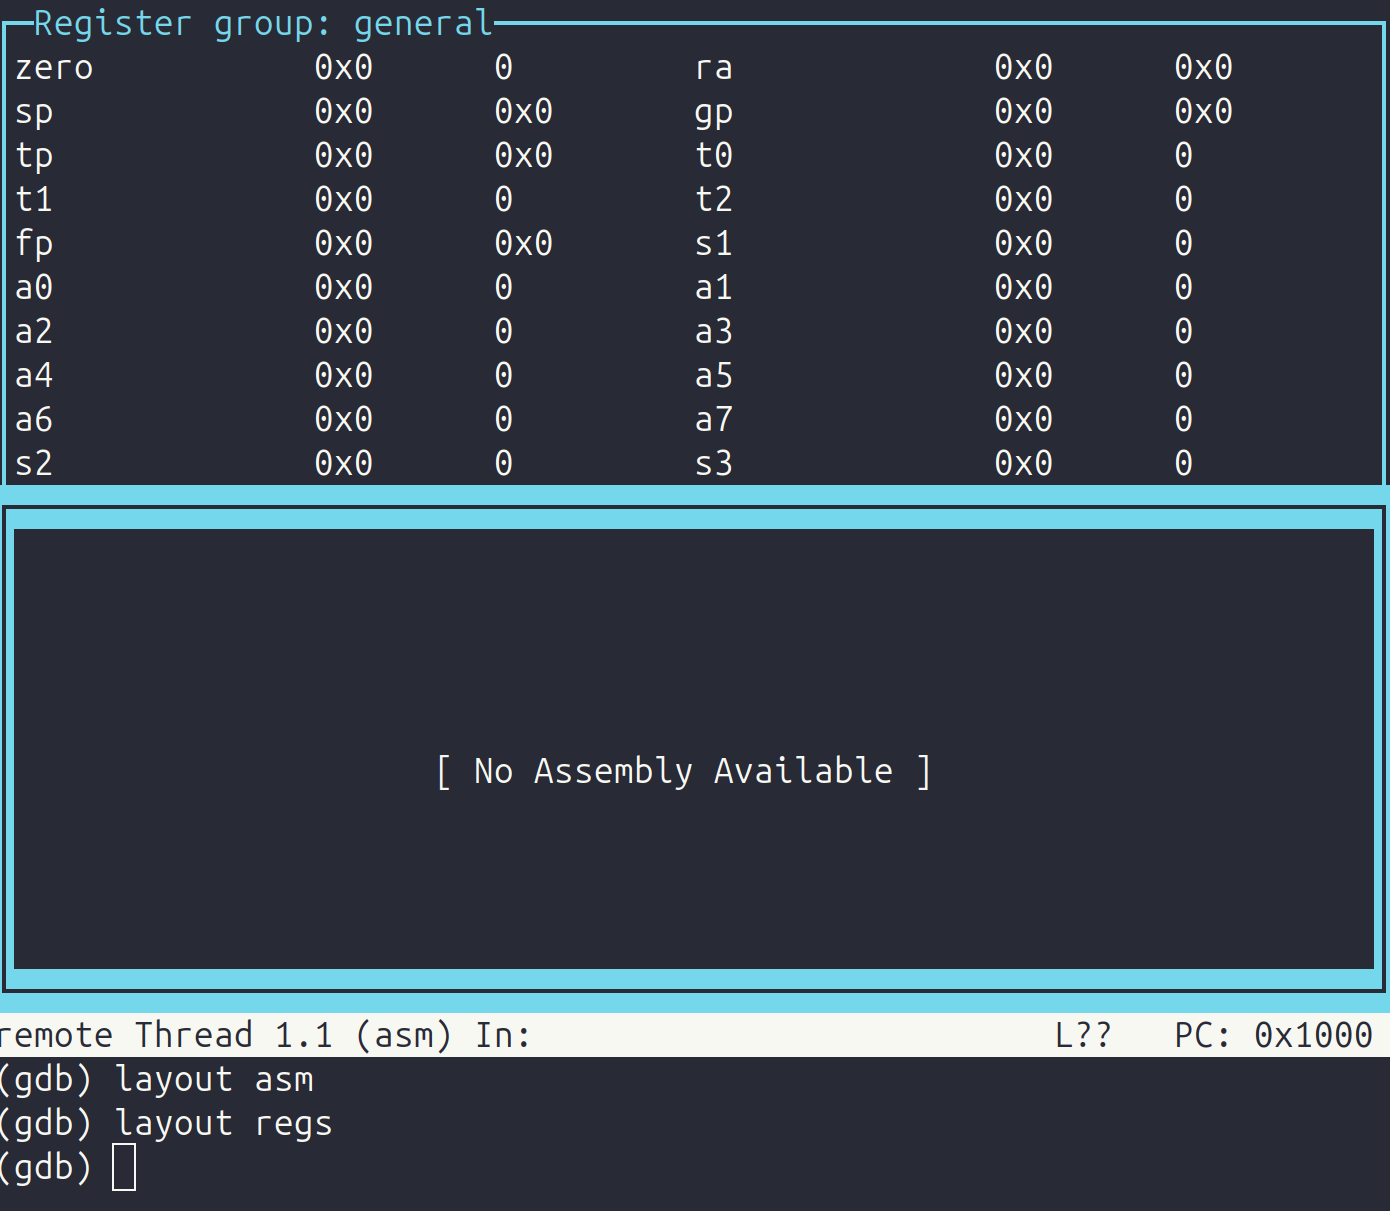 Register group: general
zero 0x0 0 ra 0x0 0x0
sp 0x0 0x0 gp 0x0 0x0
tp 0x0 0x0 t0 0x0 0
t1 0x0 0 t2 0x0 0
fp 0x0 0x0 s1 0x0 0
a0 0x0 0 a1 0x0 0
a2 0x0 0 a3 0x0 0
a4 0x0 0 a5 0x0 0
a6 0x0 0 a7 0x0 0
s2 0x0 0 s3 0x0 0
[ No Assembly Available ]
remote Thread 1.1 (asm) In: L?? PC: 0x1000
(gdb) layout asm
(gdb) layout regs
(gdb)